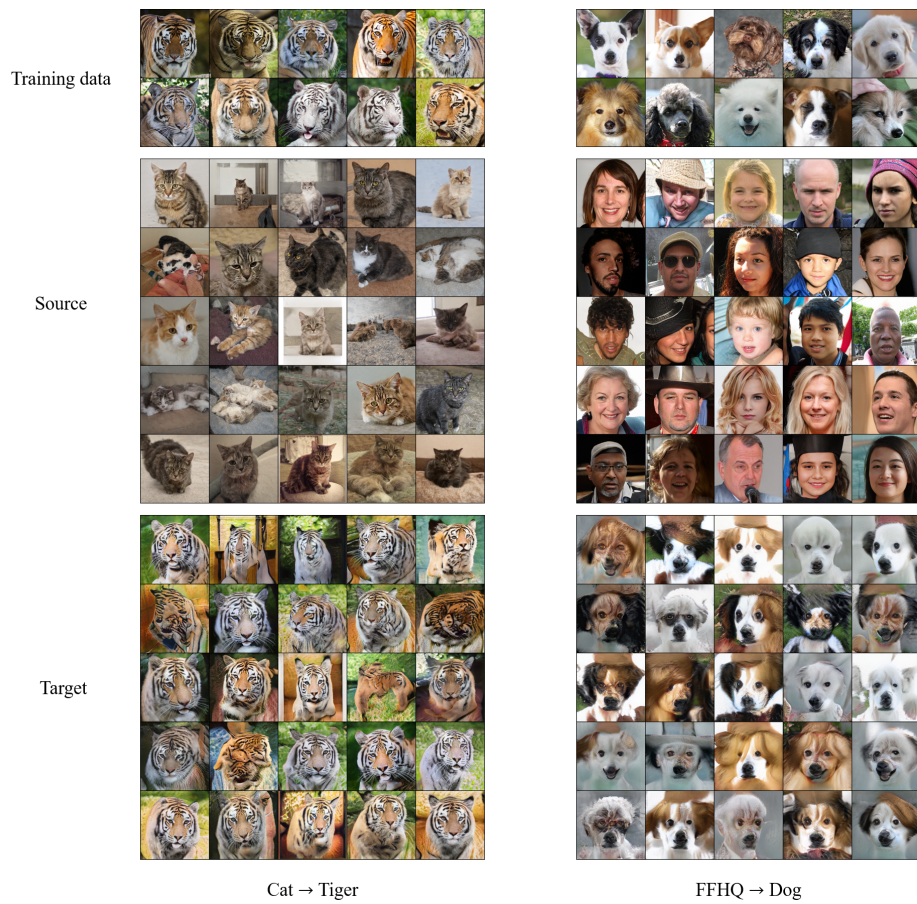 Training data
Source
Target
Cat → Tiger
FFHQ → Dog